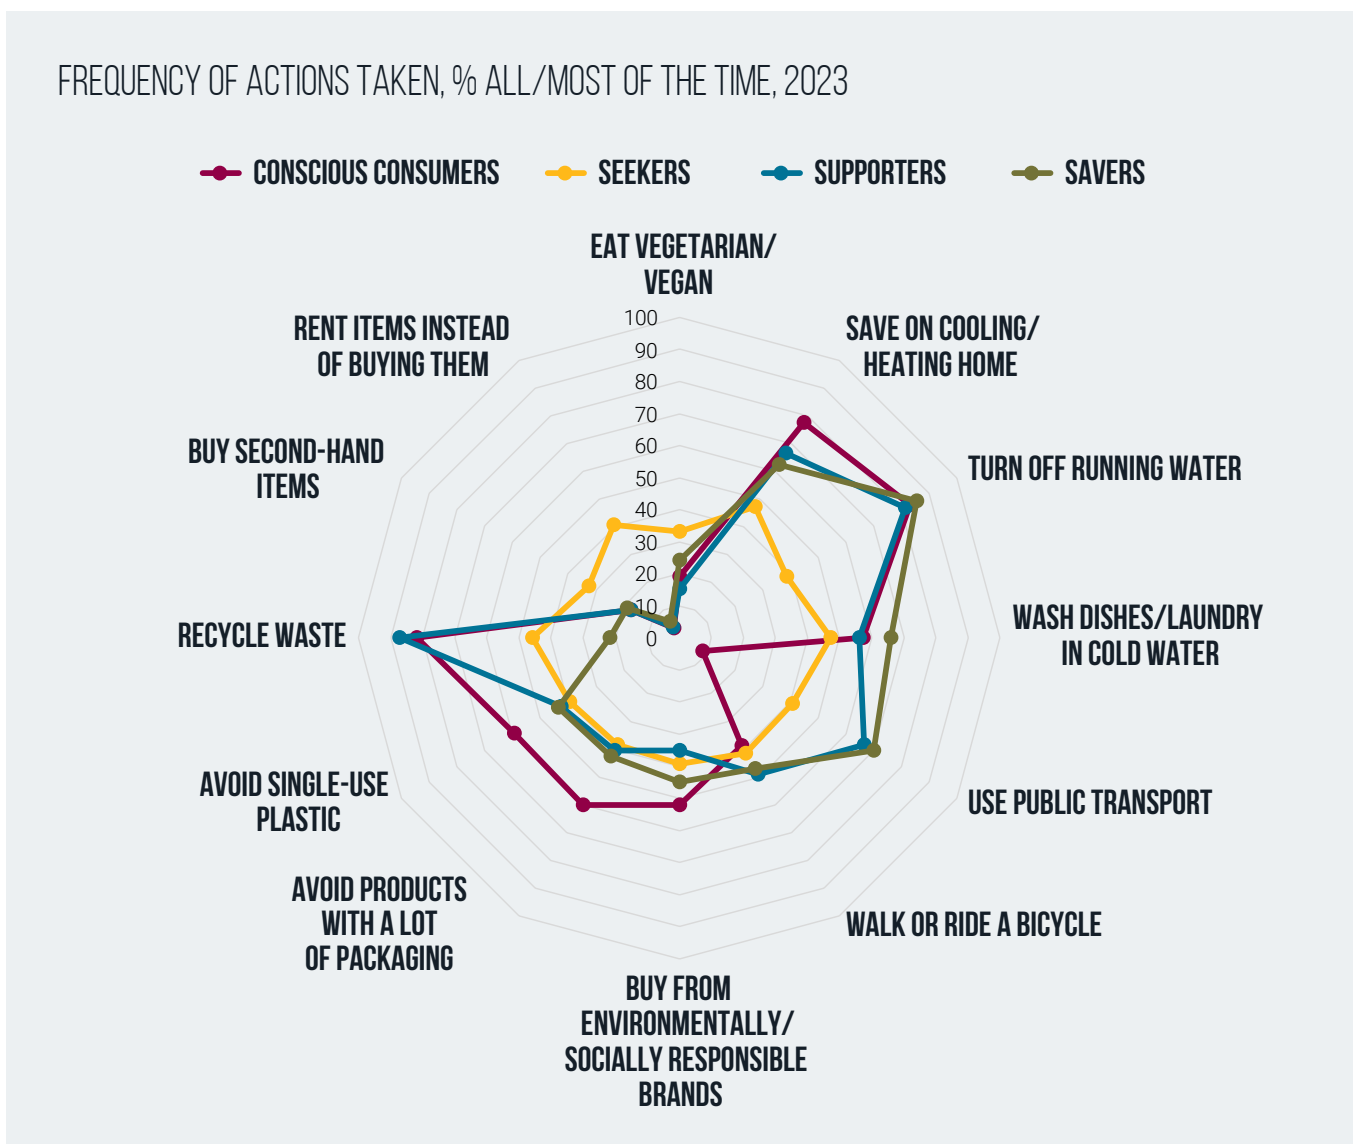 FREQUENCY OF ACTIONS TAKEN, % ALL/MOST OF THE TIME, 2023
CONSCIOUS CONSUMERS
SEEKERS
SUPPORTERS
SAVERS
EAT VEGETARIAN/
VEGAN
SAVE ON COOLING/
HEATING HOME
TURN OFF RUNNING WATER
WASH DISHES/LAUNDRY
IN COLD WATER
USE PUBLIC TRANSPORT
WALK OR RIDE A BICYCLE
BUY FROM
ENVIRONMENTALLY/
SOCIALLY RESPONSIBLE
BRANDS
AVOID PRODUCTS
WITH A LOT
OF PACKAGING
AVOID SINGLE-USE
PLASTIC
RECYCLE WASTE
BUY SECOND-HAND
ITEMS
RENT ITEMS INSTEAD
OF BUYING THEM
100
90
80
70
60
50
40
30
20
10
0